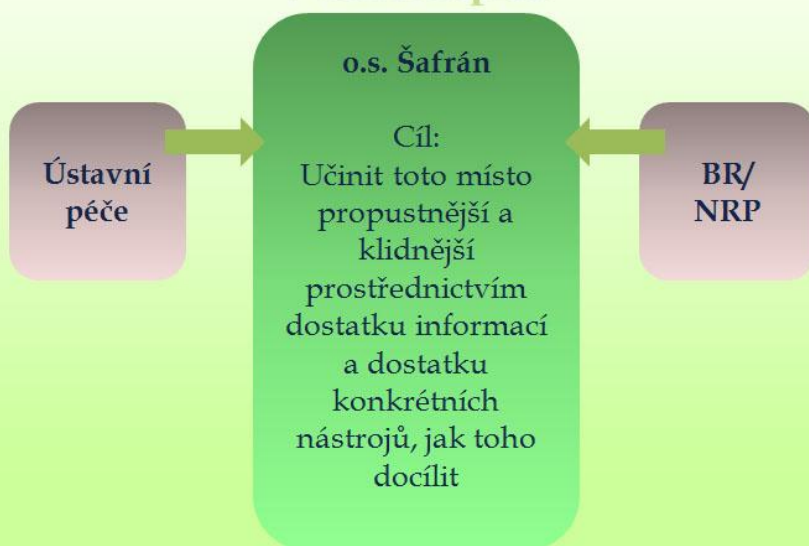 o.s. Šafrán
Cíl:
Učinit toto místo
propustnější a
klidnější
prostřednictvím
dostatku informací
a dostatku
konkrétních
nástrojů, jak toho
docílit
Ústavní
péče
BR/
NRP